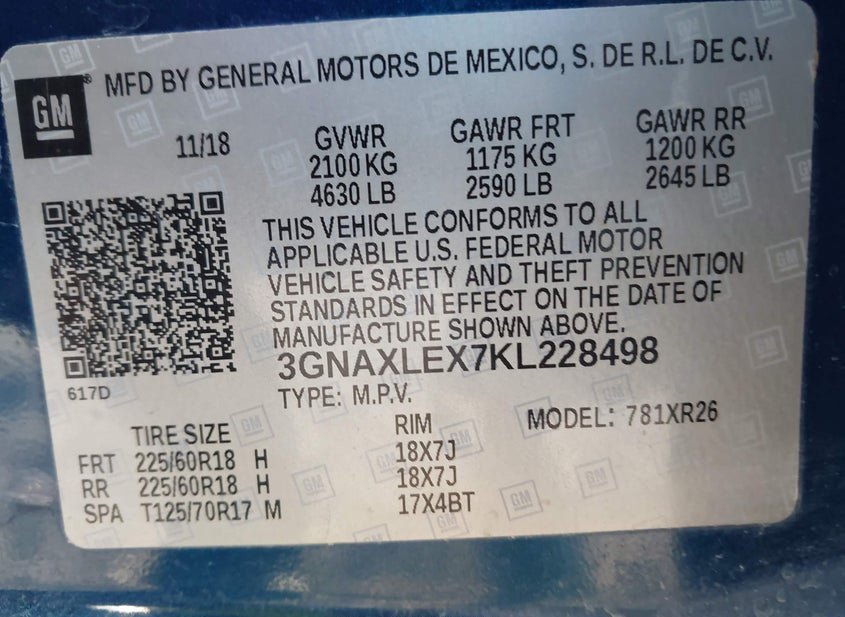 GM
MFD BY GENERAL MOTORS DE MEXICO, S. DE R.L. DE C.V.
11/18 GVWR GAWR FRT GAWR RR
2100 KG 1175 KG 1200 KG
4630 LB 2590 LB 2645 LB
THIS VEHICLE CONFORMS TO ALL
APPLICABLE U.S. FEDERAL MOTOR
VEHICLE SAFETY AND THEFT PREVENTION
STANDARDS IN EFFECT ON THE DATE OF
MANUFACTURE SHOWN ABOVE.
3GNAXLEX7KL228498
617D
TYPE: M.P.V.
MODEL: 781XR26
TIRE SIZE RIM
FRT 225/60R18 H 18X7J
RR 225/60R18 H 18X7J
SPA T125/70R17 M 17X4BT